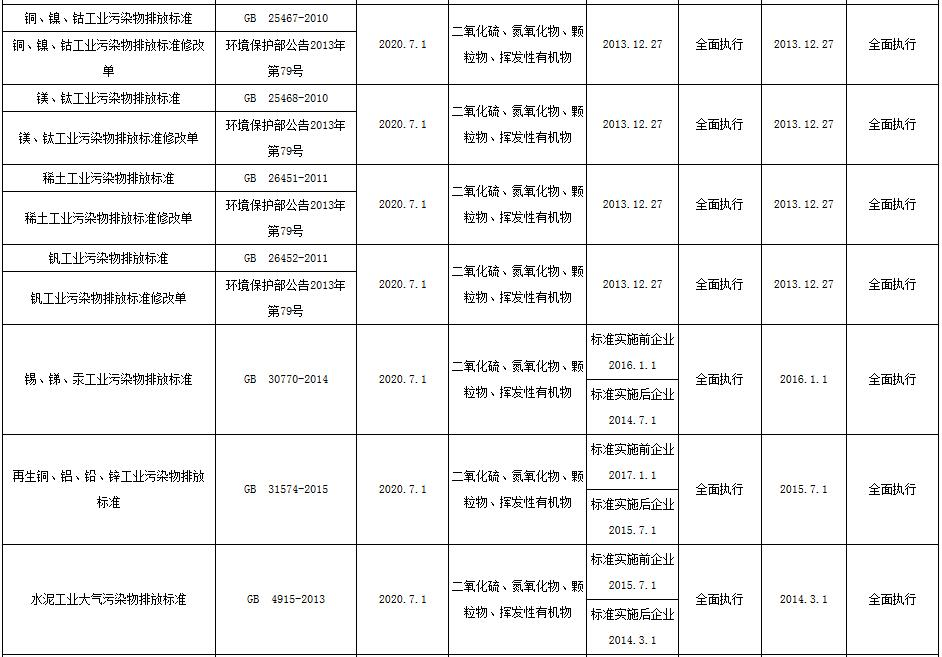 铜、镍、钴工业污染物排放标准
GB 25467-2010
铜、镍、钴工业污染物排放标准修改
单
环境保护部公告2013年
第79号
2020.7.1
二氧化硫、氮氧化物、颗
粒物、挥发性有机物
2013.12.27
全面执行
2013.12.27
全面执行
镁、钛工业污染物排放标准
GB 25468-2010
镁、钛工业污染物排放标准修改单
环境保护部公告2013年
第79号
2020.7.1
二氧化硫、氮氧化物、颗
粒物、挥发性有机物
2013.12.27
全面执行
2013.12.27
全面执行
稀土工业污染物排放标准
GB 26451-2011
稀土工业污染物排放标准修改单
环境保护部公告2013年
第79号
2020.7.1
二氧化硫、氮氧化物、颗
粒物、挥发性有机物
2013.12.27
全面执行
2013.12.27
全面执行
钒工业污染物排放标准
GB 26452-2011
钒工业污染物排放标准修改单
环境保护部公告2013年
第79号
2020.7.1
二氧化硫、氮氧化物、颗
粒物、挥发性有机物
2013.12.27
全面执行
2013.12.27
全面执行
锡、锑、汞工业污染物排放标准
GB 30770-2014
2020.7.1
二氧化硫、氮氧化物、颗
粒物、挥发性有机物
标准实施前企业
2016.1.1
标准实施后企业
2014.7.1
全面执行
2016.1.1
全面执行
再生铜、铝、铅、锌工业污染物排放
标准
GB 31574-2015
2020.7.1
二氧化硫、氮氧化物、颗
粒物、挥发性有机物
标准实施前企业
2017.1.1
标准实施后企业
2015.7.1
全面执行
2015.7.1
全面执行
水泥工业大气污染物排放标准
GB 4915-2013
2020.7.1
二氧化硫、氮氧化物、颗
粒物、挥发性有机物
标准实施前企业
2015.7.1
标准实施后企业
2014.3.1
全面执行
2014.3.1
全面执行